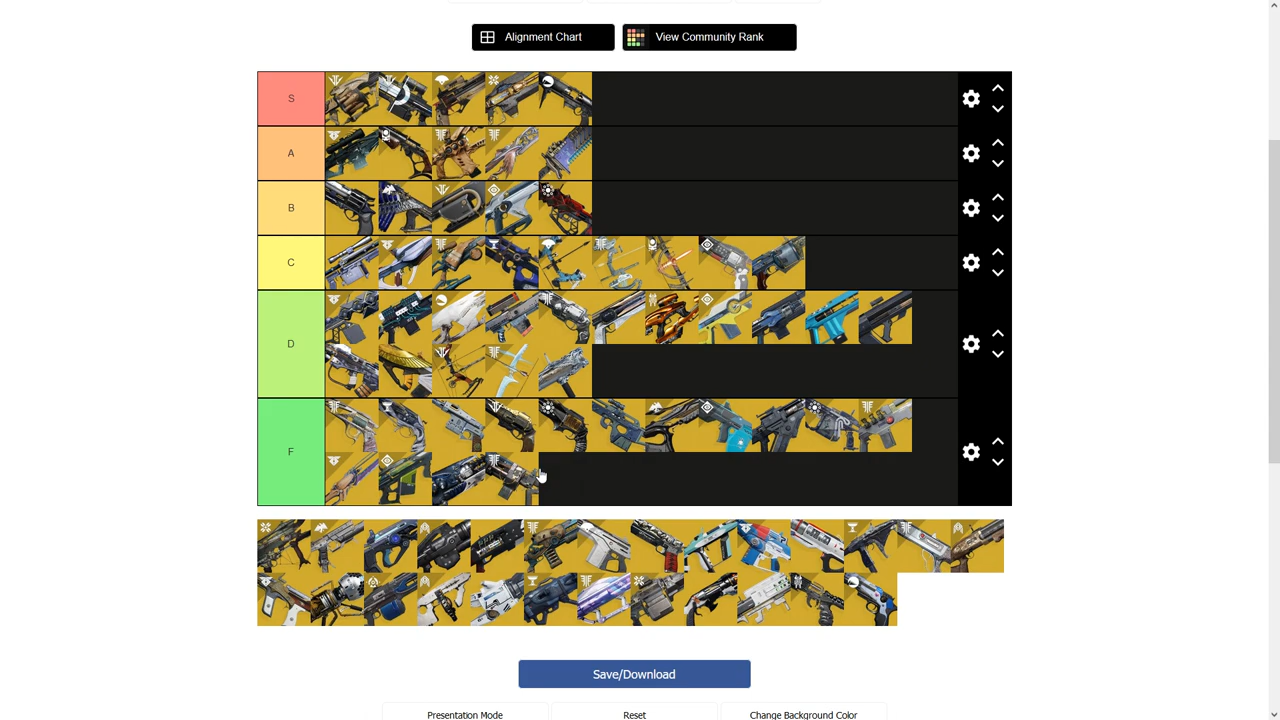 Alignment Chart
View Community Rank
S
A
B
C
D
F
Save/Download
Presentation Mode
Reset
Change Background Color